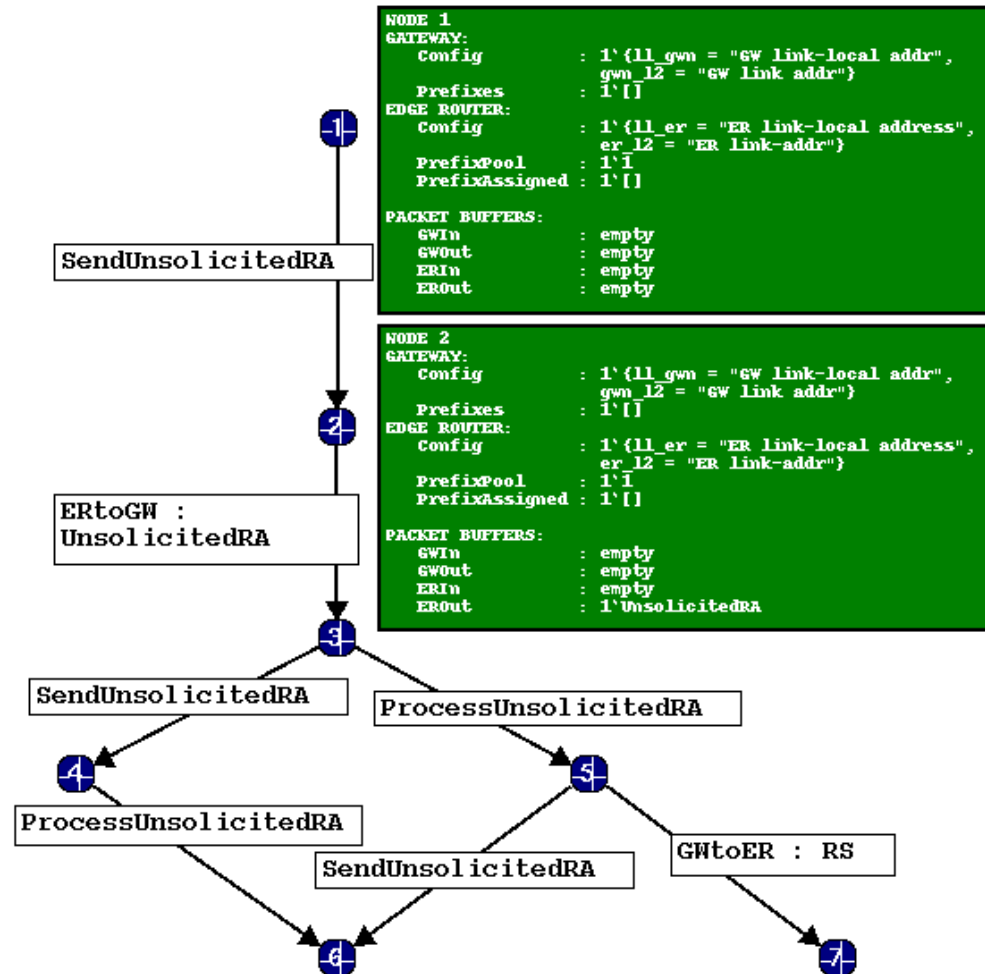 NODE 1
GATEWAY:
Config : 1`{ll_gwn = "GW link-local addr",
gwn_l2 = "GW link addr"}
Prefixes : 1`[]
EDGE ROUTER:
Config : 1`{ll_er = "ER link-local address",
er_l2 = "ER link-addr"}
PrefixPool : 1`1
PrefixAssigned : 1`[]
PACKET BUFFERS:
GWIn : empty
GWOut : empty
ERIn : empty
EROut : empty
1
SendUnsolicitedRA
NODE 2
GATEWAY:
Config : 1`{ll_gwn = "GW link-local addr",
gwn_l2 = "GW link addr"}
Prefixes : 1`[]
EDGE ROUTER:
Config : 1`{ll_er = "ER link-local address",
er_l2 = "ER link-addr"}
PrefixPool : 1`1
PrefixAssigned : 1`[]
PACKET BUFFERS:
GWIn : empty
GWOut : empty
ERIn : empty
EROut : 1`UnsolicitedRA
2
ERtoGW :
UnsolicitedRA
3
SendUnsolicitedRA
ProcessUnsolicitedRA
4
5
ProcessUnsolicitedRA
SendUnsolicitedRA
GWtoER : RS
6
7